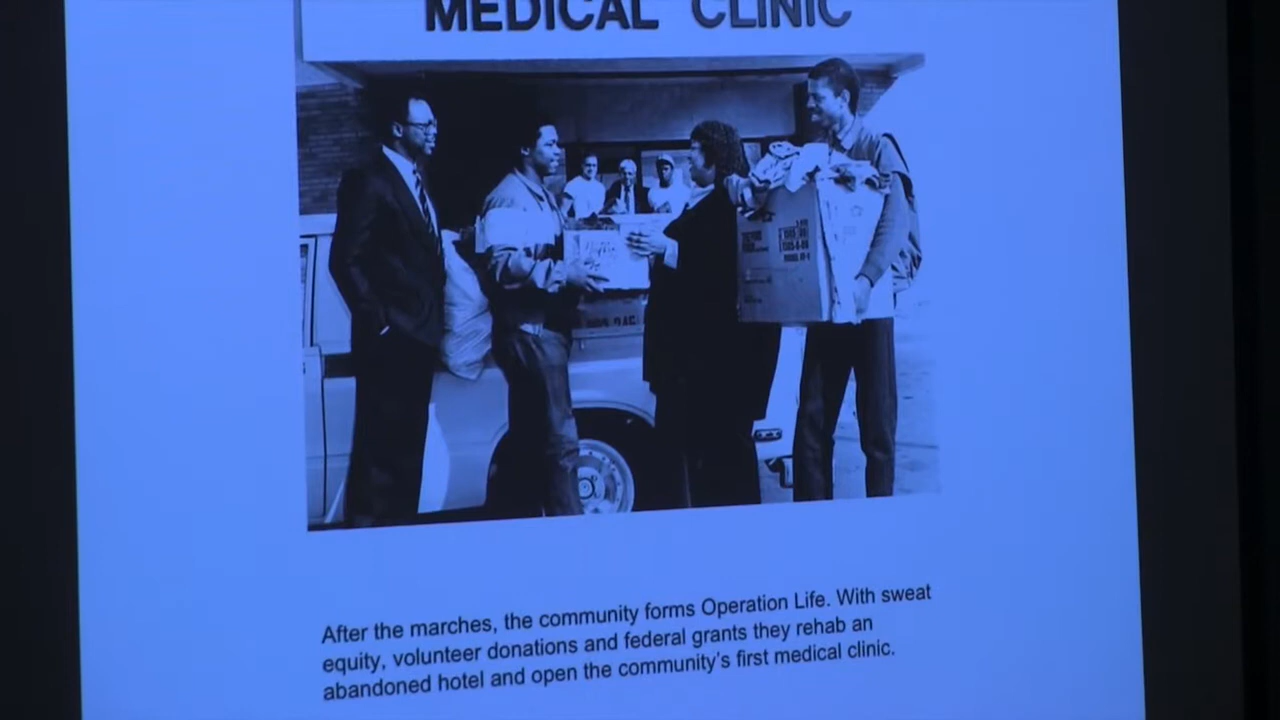 MEDICAL CLINIC
After the marches, the community forms Operation Life. With sweat
equity, volunteer donations and federal grants they rehab an
abandoned hotel and open the community's first medical clinic.